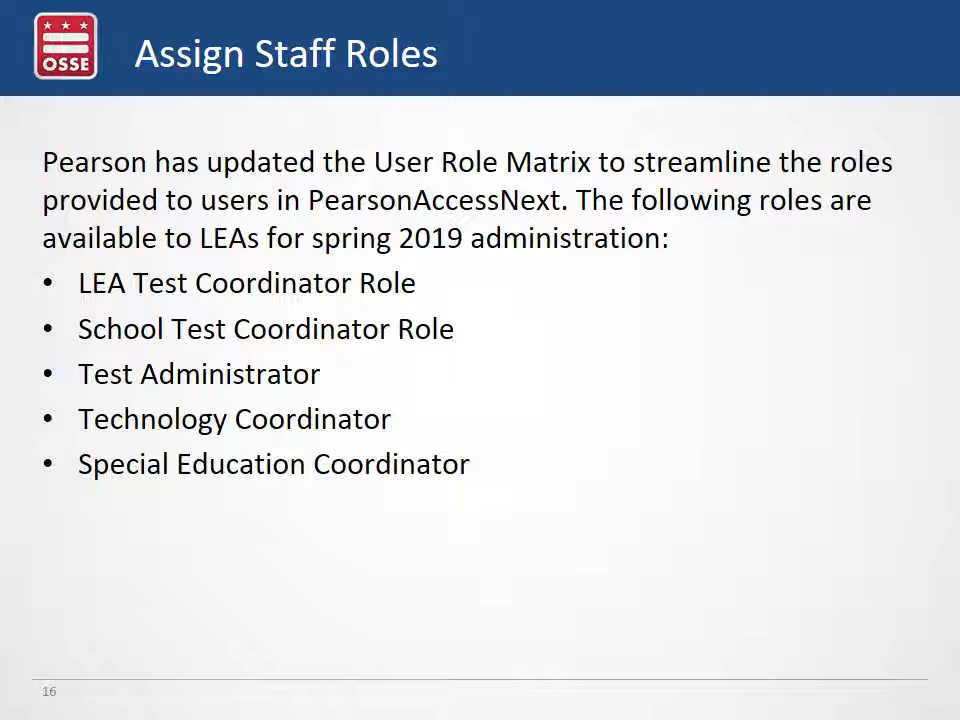 OSSE
Assign Staff Roles
Pearson has updated the User Role Matrix to streamline the roles
provided to users in PearsonAccessNext. The following roles are
available to LEAs for spring 2019 administration:
• LEA Test Coordinator Role
• School Test Coordinator Role
• Test Administrator
• Technology Coordinator
• Special Education Coordinator
16